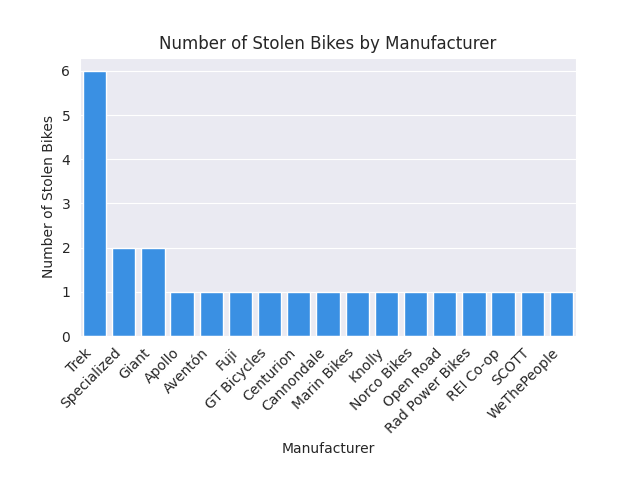 Number of Stolen Bikes by Manufacturer
Number of Stolen Bikes
6
5
4
3
2
1
0
Trek
Specialized
Giant
Apollo
Aventón
Fuji
GT Bicycles
Centurion
Cannondale
Marin Bikes
Knolly
Norco Bikes
Open Road
Rad Power Bikes
REI Co-op
SCOTT
WeThePeople
Manufacturer